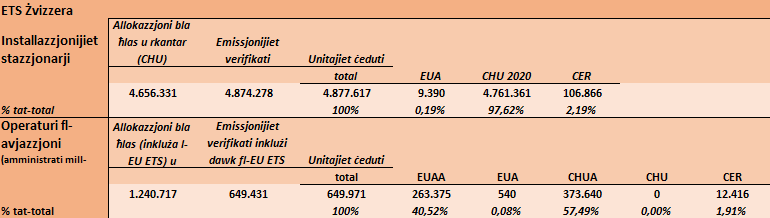 ETS Żvizzera
Installazzjonijiet stazzjonarji
Allokazzjoni bla ħlas u rkantar (CHU) Emissjonijiet verifikati Unitajiet ċeduti
total EUA CHU 2020 CER
4.656.331 4.874.278 4.877.617 9.390 4.761.361 106.866
% tat-total 100% 0,19% 97,62% 2,19%
Operaturi fl-avjazzjoni (amministrati mill-
Allokazzjoni bla ħlas (inkluża l-EU ETS) u Emissjonijiet verifikati inklużi dawk fl-EU ETS Unitajiet ċeduti
total EUAA EUA CHUA CHU CER
1.240.717 649.431 649.971 263.375 540 373.640 0 12.416
% tat-total 100% 40,52% 0,08% 57,49% 0,00% 1,91%